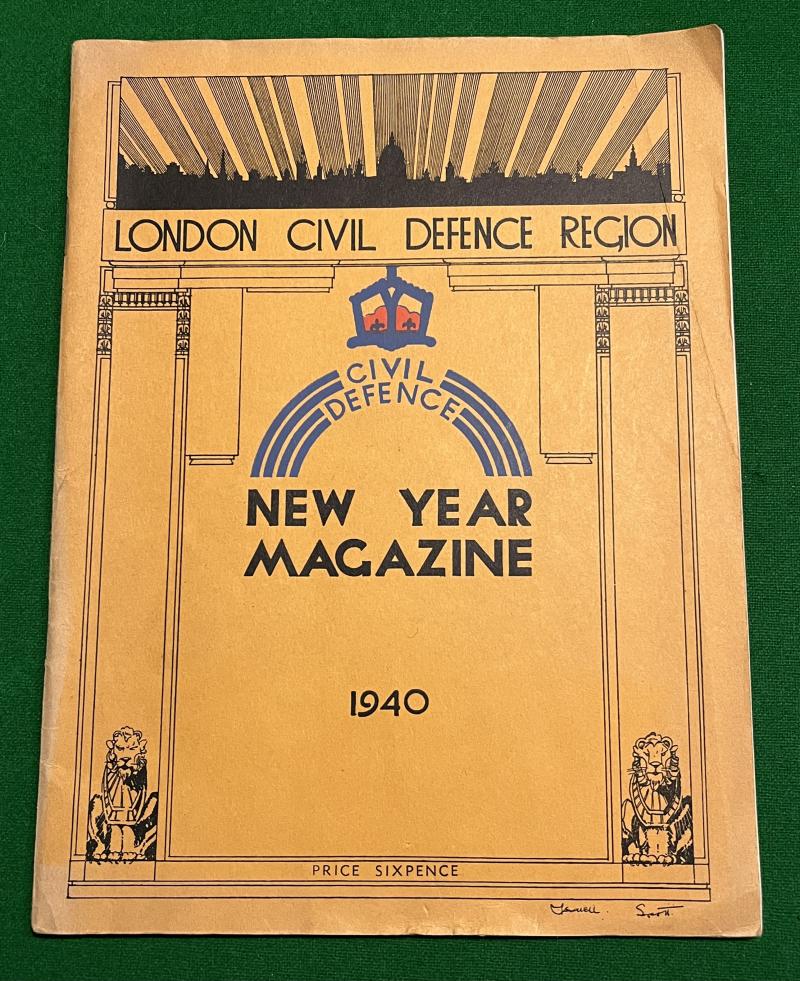 LONDON CIVIL DEFENCE REGION
CIVIL
DEFENCE
NEW YEAR
MAGAZINE
1940
PRICE SIXPENCE